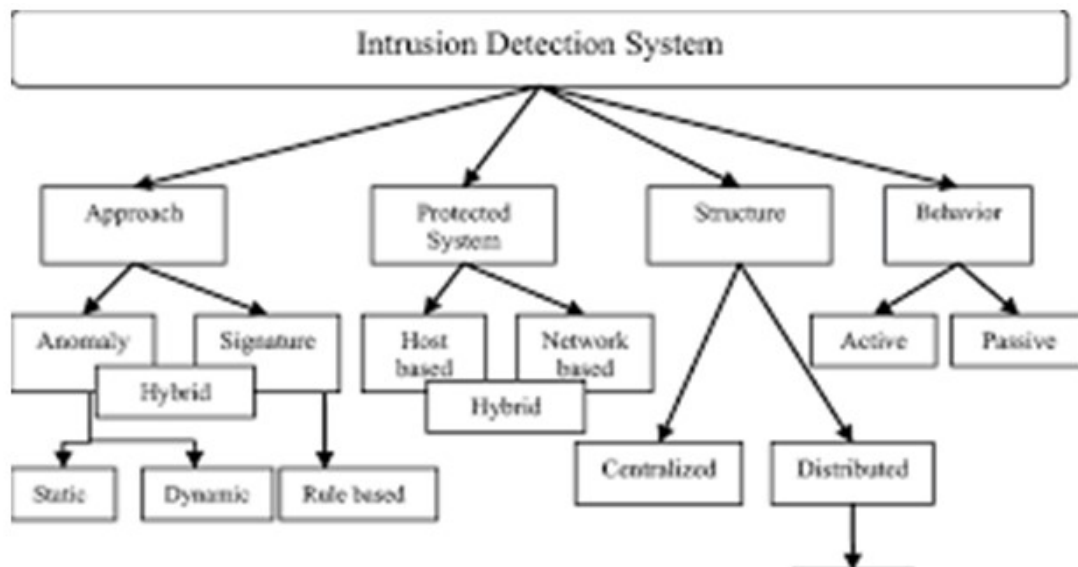 Intrusion Detection System
Approach
Protected
System
Structure
Behavior
Anomaly
Signature
Hybrid
Host
based
Network
based
Hybrid
Active
Passive
Centralized
Distributed
Static
Dynamic
Rule based